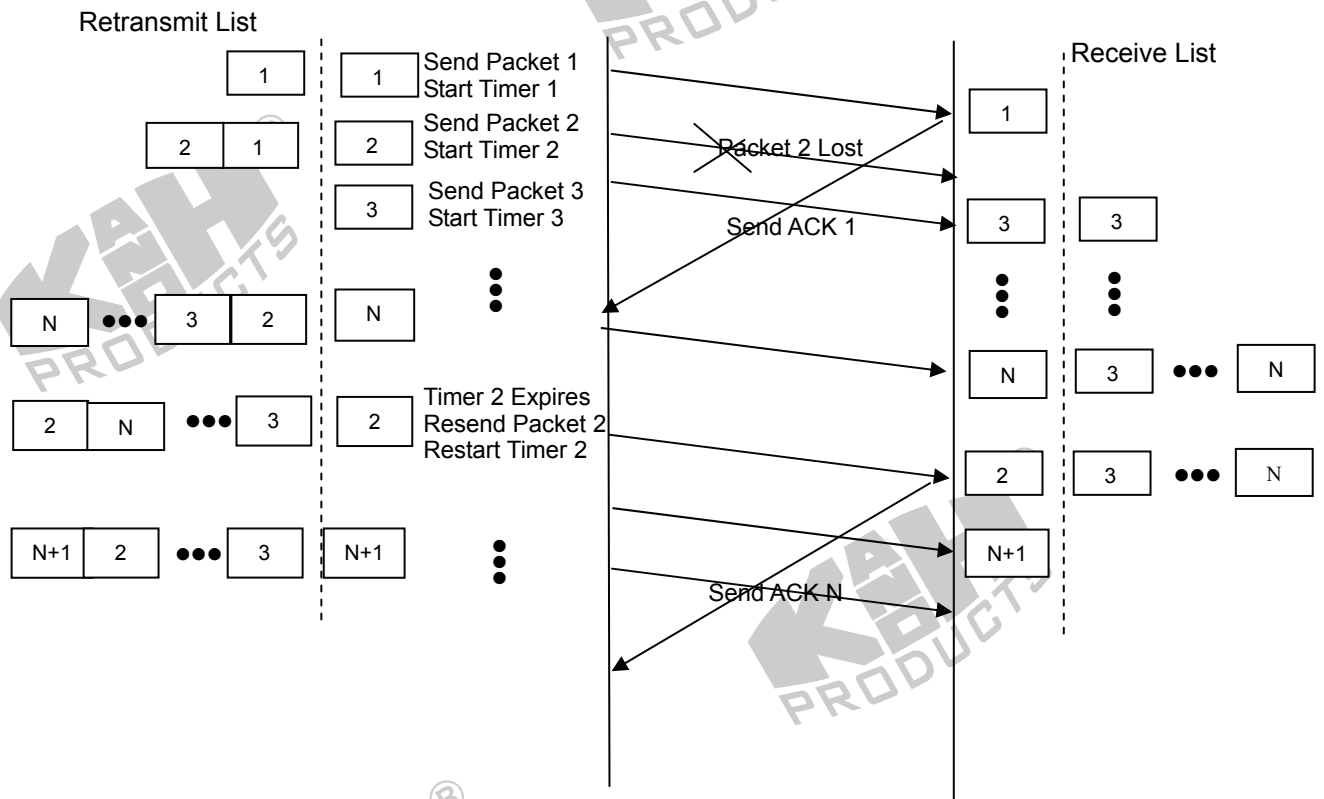 Retransmit List
Receive List
1
1
Send Packet 1
Start Timer 1
1
2
1
2
Send Packet 2
Start Timer 2
Packet 2 Lost
3
Send Packet 3
Start Timer 3
Send ACK 1
3
3
N
3
2
N
N
3
N
2
N
3
2
Timer 2 Expires
Resend Packet 2
Restart Timer 2
2
3
N
N+1
2
3
N+1
N+1
Send ACK N
K&H
PRODUCTS
K&H
PRODUCTS
®
®